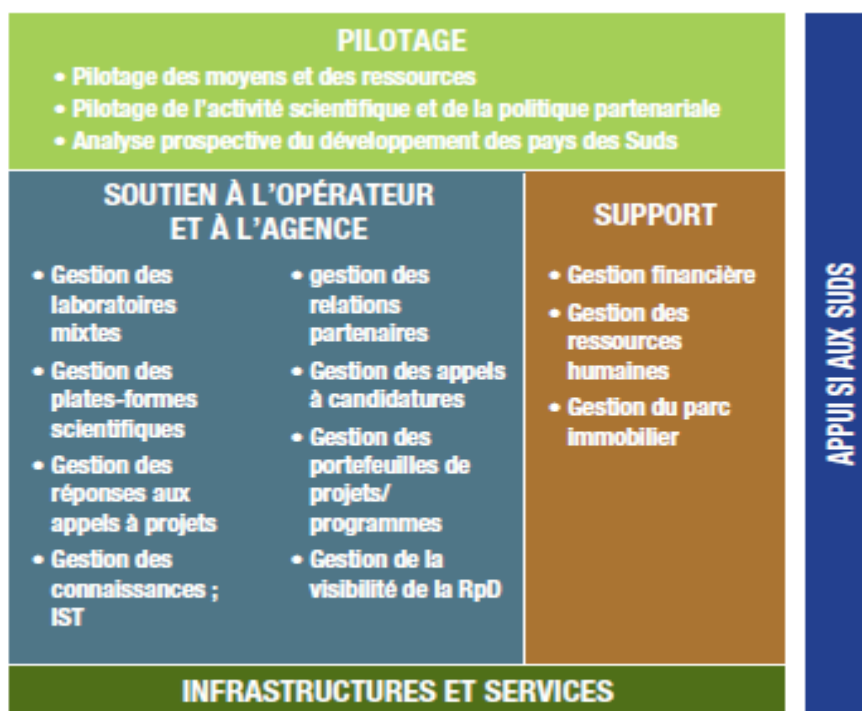 PILOTAGE
• Pilotage des moyens et des ressources
• Pilotage de l'activité scientifique et de la politique partenariale
• Analyse prospective du développement des pays des Suds
SOUTIEN À L'OPÉRATEUR
ET À L'AGENCE
• Gestion des
laboratoires
mixtes
• Gestion des
plates-formes
scientifiques
• Gestion des
réponses aux
appels à projets
• Gestion des
connaissances ;
IST
• gestion des
relations
partenaires
• Gestion des appels
à candidatures
• Gestion des
portefeuilles de
projets/
programmes
• Gestion de la
visibilité de la RpD
SUPPORT
• Gestion financière
• Gestion des
ressources
humaines
• Gestion du parc
immobilier
INFRASTRUCTURES ET SERVICES
APPUI SI AUX SUDS